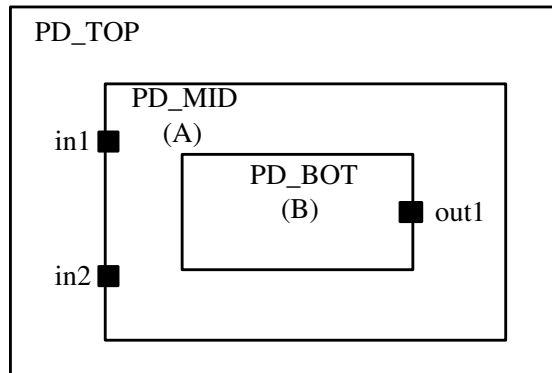 PD_TOP
PD_MID
(A)
in1
PD_BOT
(B)
out1
in2